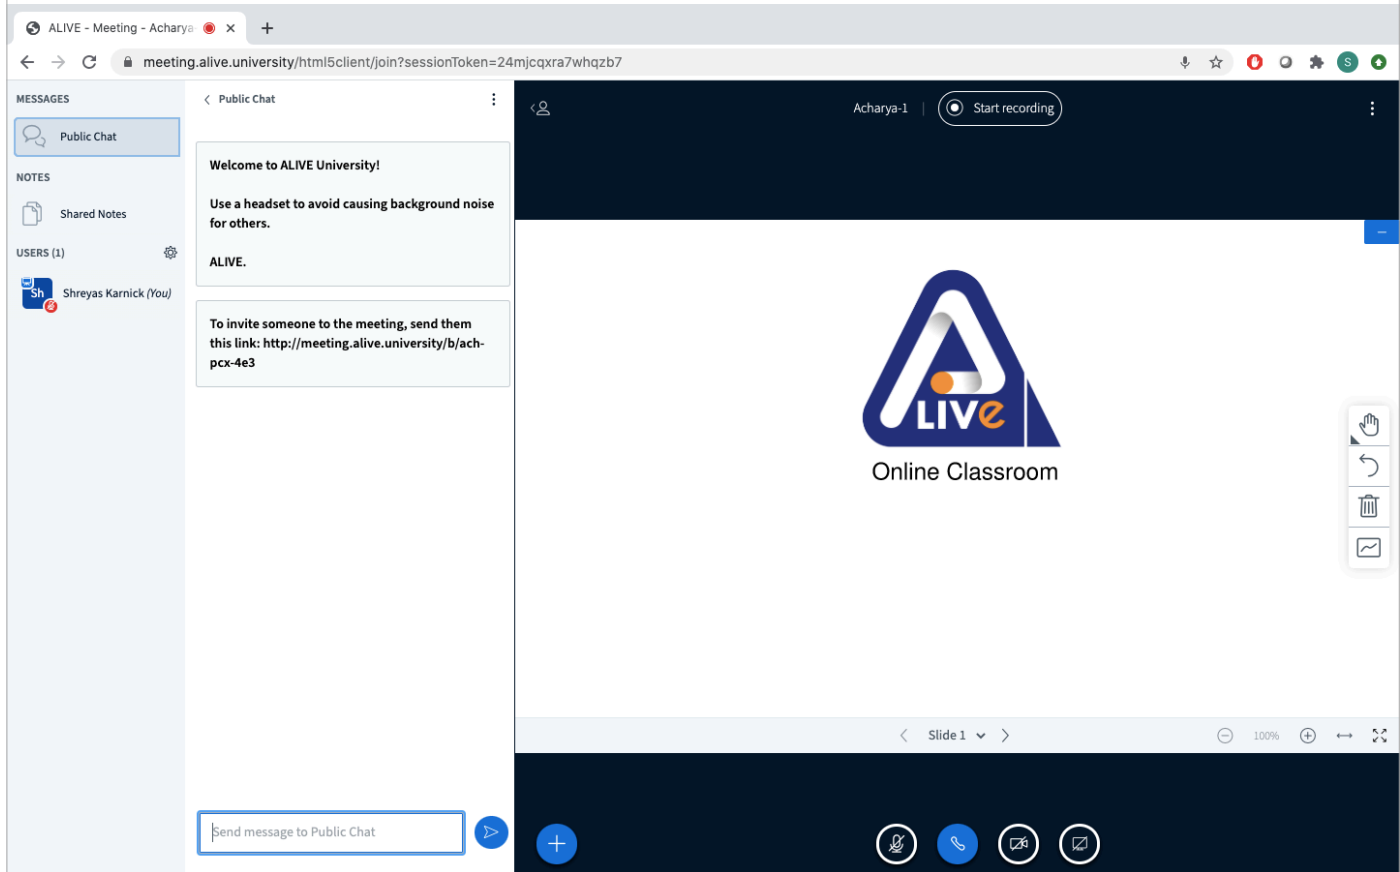 ALIVE - Meeting - Acharya
meeting.alive.university/html5client/join?sessionToken=24mjcqxra7whqzb7
S
MESSAGES
Public Chat
NOTES
Shared Notes
USERS (1)
Sh
Shreyas Karnick (You)
Public Chat
Welcome to ALIVE University!
Use a headset to avoid causing background noise
for others.
ALIVE.
To invite someone to the meeting, send them
this link: http://meeting.alive.university/b/ach-
pcx-4e3
Send message to Public Chat
Acharya-1 | Start recording
LIVe
Online Classroom
Slide 1
100%